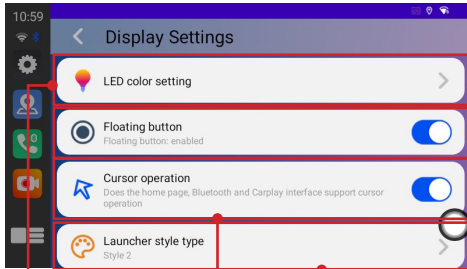 10:59
Display Settings
LED color setting
Floating button
Floating button: enabled
Cursor operation
Does the home page, Bluetooth and Carplay interface support cursor
operation
Launcher style type
Style 2